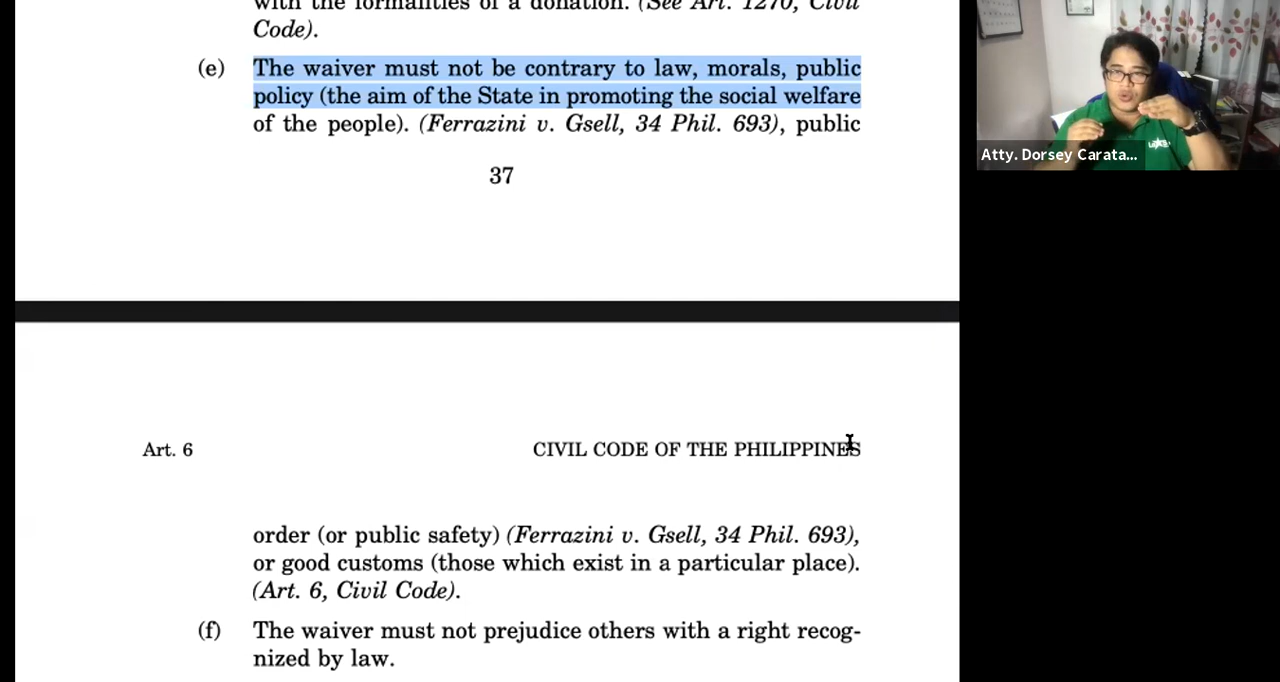 with the formalities of a donation. (See Art. 1270, Civil
Code).
(e) The waiver must not be contrary to law, morals, public
policy (the aim of the State in promoting the social welfare
of the people). (Ferrazini v. Gsell, 34 Phil. 693), public
37
Atty. Dorsey Carata...
Art. 6 CIVIL CODE OF THE PHILIPPINES
order (or public safety) (Ferrazini v. Gsell, 34 Phil. 693),
or good customs (those which exist in a particular place).
(Art. 6, Civil Code).
(f) The waiver must not prejudice others with a right recog-
nized by law.